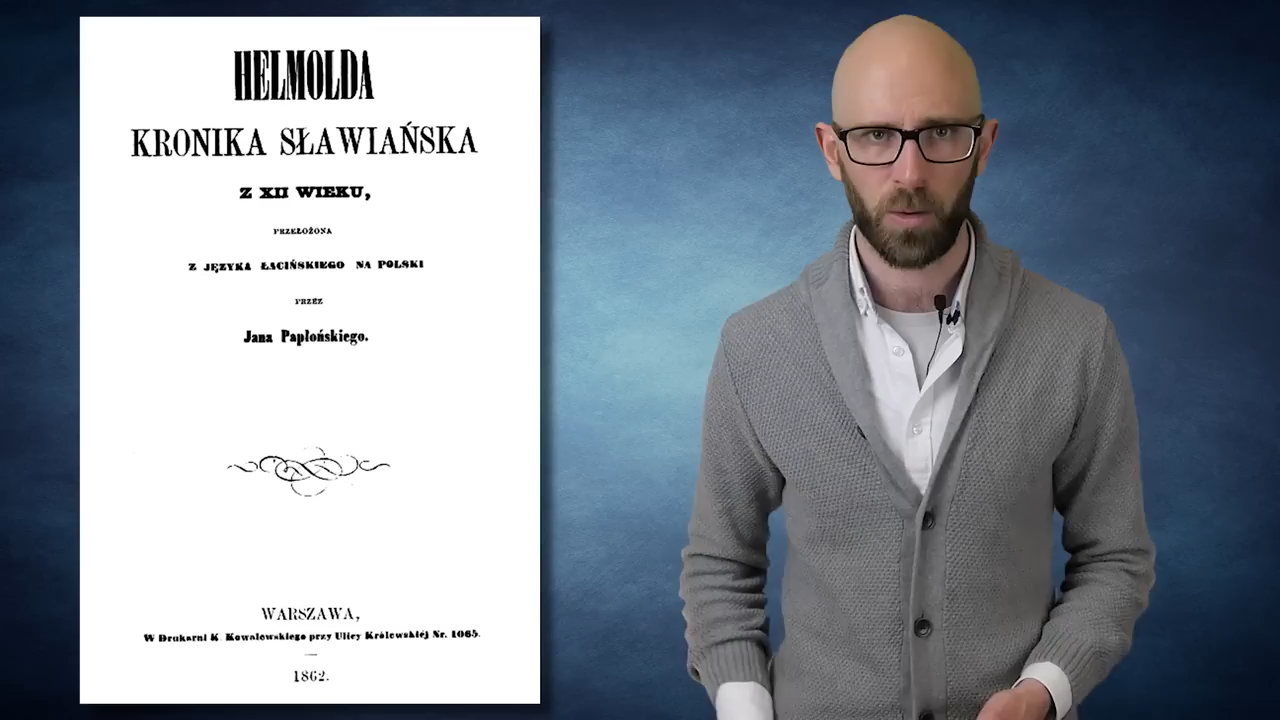 HELMOLDA
KRONIKA SŁAWIAŃSKA
Z XII WIEKU,
PRZEŁOŻONA
Z JĘZYKA ŁACIŃSKIEGO NA POLSKI
PRZEZ
Jana Papłońskiego.
WARSZAWA,
W Drukarni K. Kowalewskiego przy Ulicy Królewskiéj Nr. 1065.
1862.